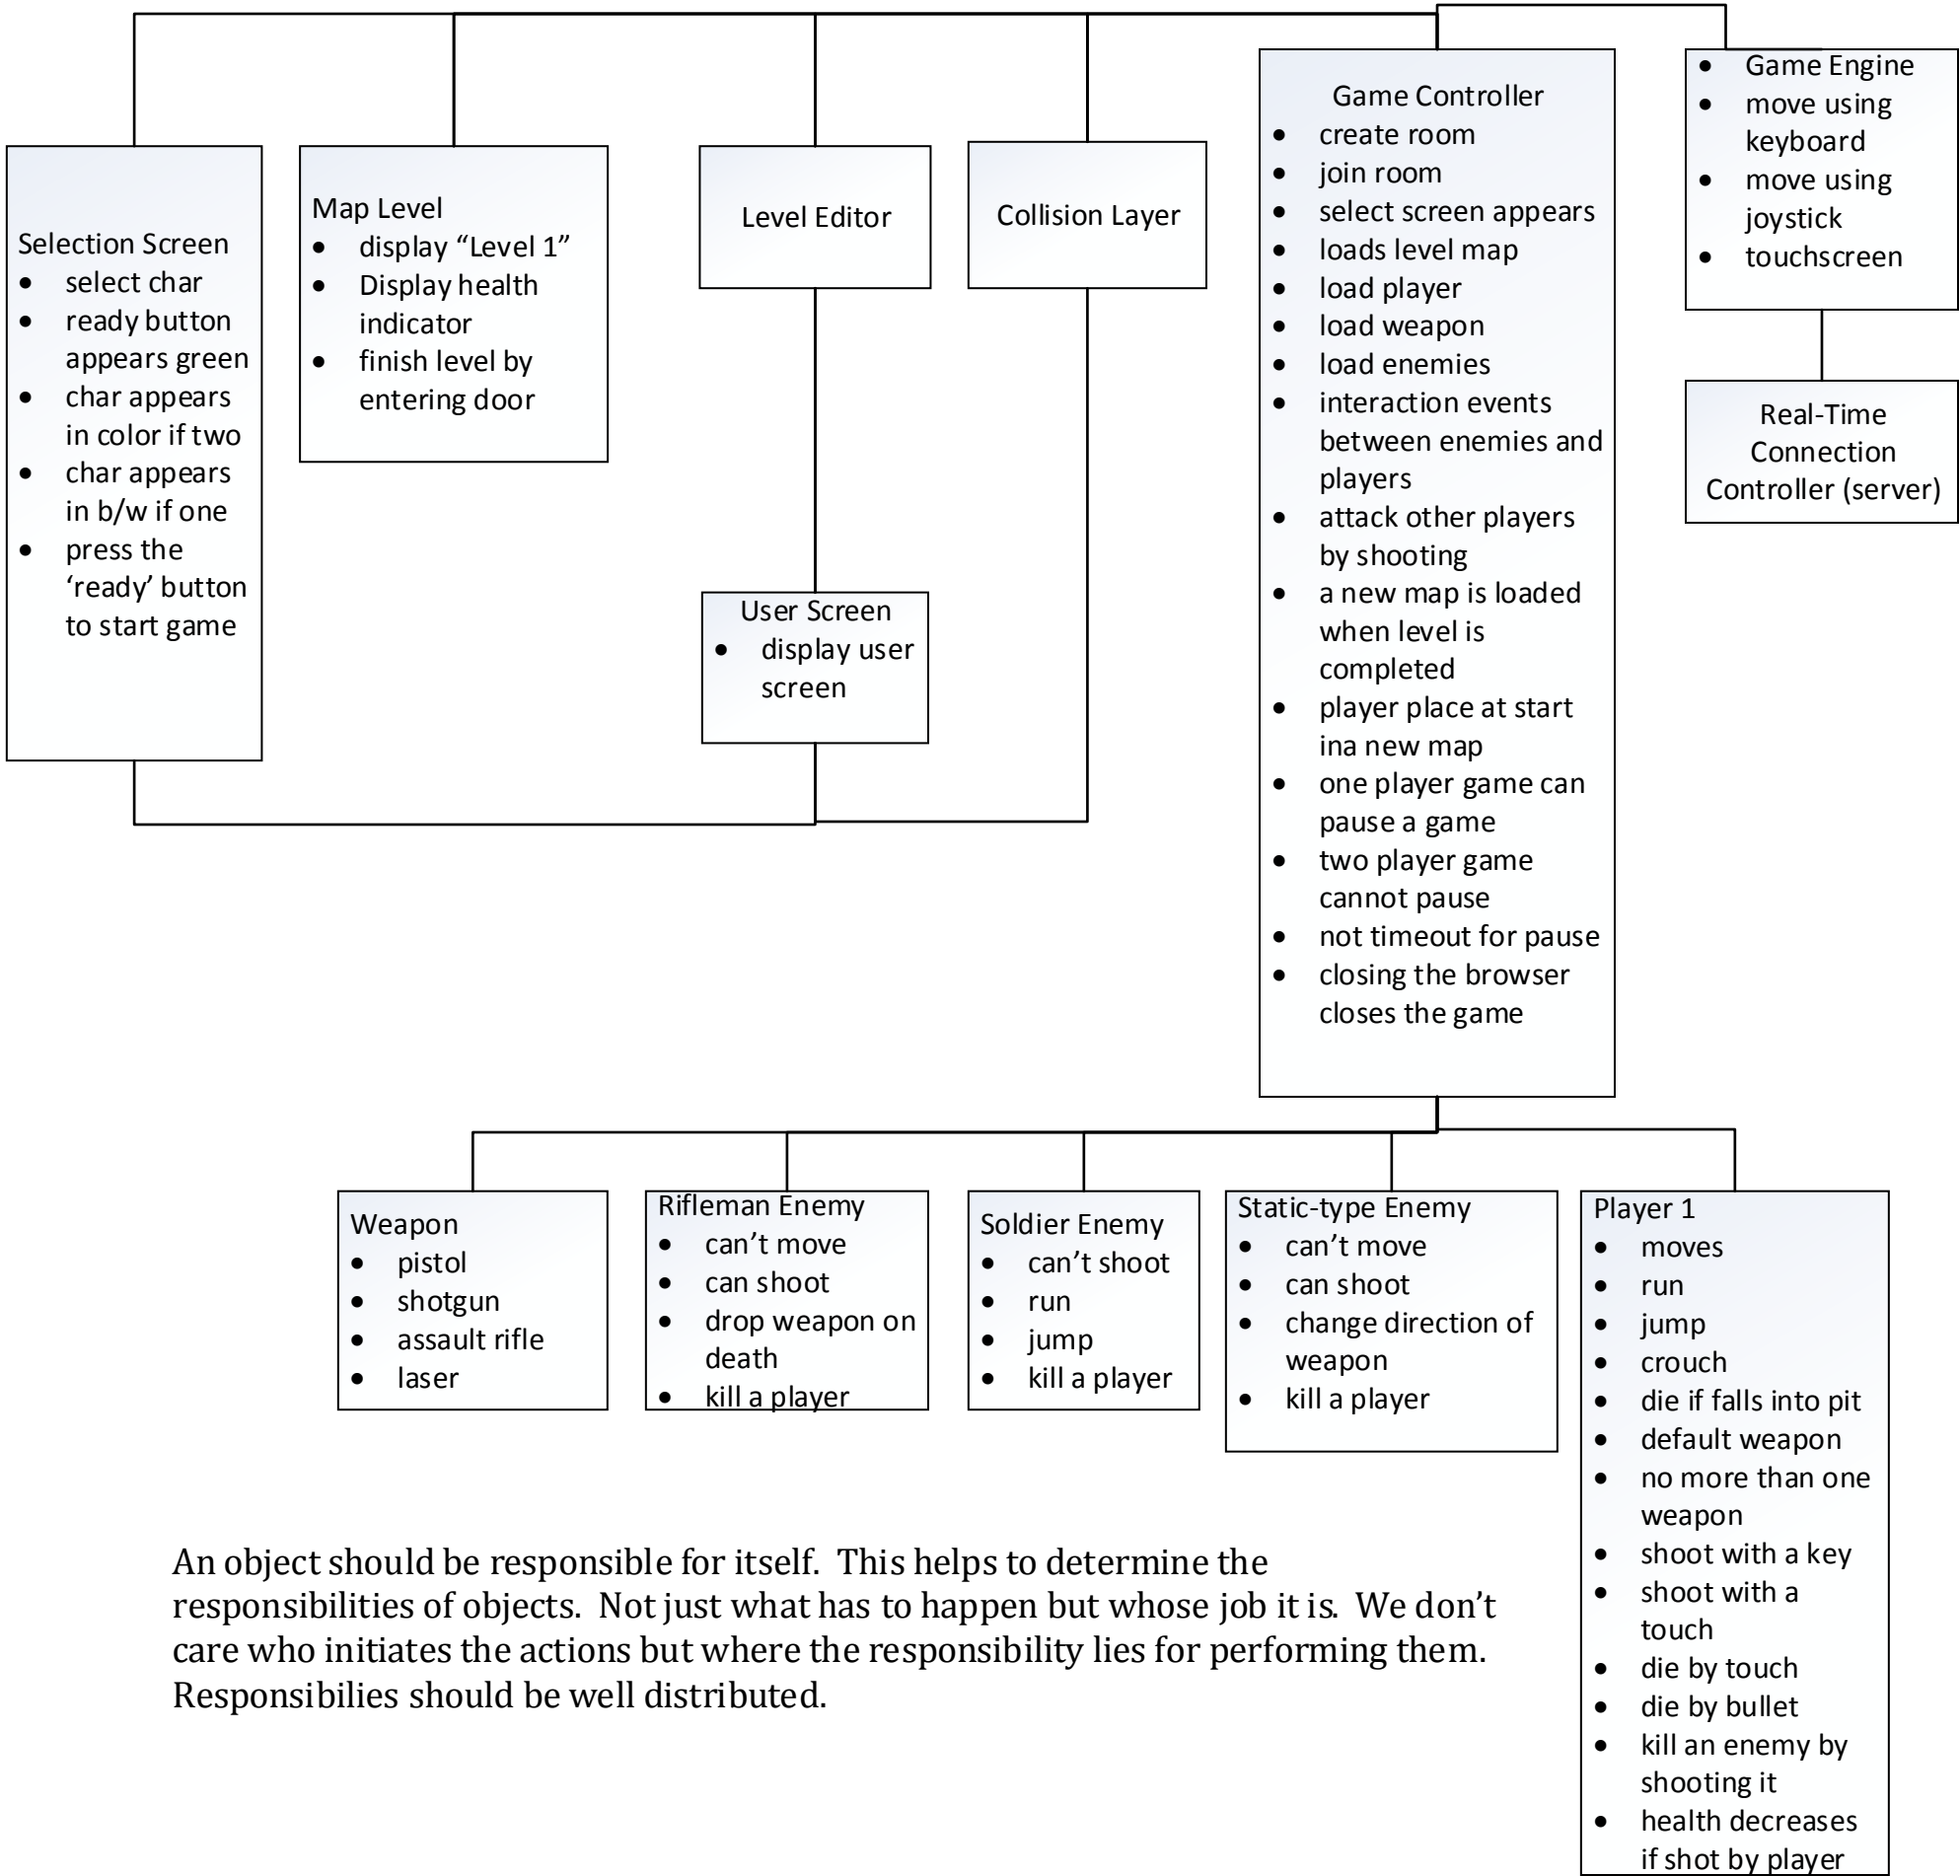 Selection Screen
• select char
• ready button
appears green
• char appears
in color if two
• char appears
in b/w if one
• press the
‘ready’ button
to start game
Map Level
• display “Level 1”
• Display health
indicator
• finish level by
entering door
Level Editor
User Screen
• display user
screen
Collision Layer
Game Controller
• create room
• join room
• select screen appears
• loads level map
• load player
• load weapon
• load enemies
• interaction events
between enemies and
players
• attack other players
by shooting
• a new map is loaded
when level is
completed
• player place at start
ina new map
• one player game can
pause a game
• two player game
cannot pause
• not timeout for pause
• closing the browser
closes the game
• Game Engine
• move using
keyboard
• move using
joystick
• touchscreen
Real-Time
Connection
Controller (server)
Weapon
• pistol
• shotgun
• assault rifle
• laser
Rifleman Enemy
• can’t move
• can shoot
• drop weapon on
death
• kill a player
Soldier Enemy
• can’t shoot
• run
• jump
• kill a player
Static-type Enemy
• can’t move
• can shoot
• change direction of
weapon
• kill a player
Player 1
• moves
• run
• jump
• crouch
• die if falls into pit
• default weapon
• no more than one
weapon
• shoot with a key
• shoot with a
touch
• die by touch
• die by bullet
• kill an enemy by
shooting it
• health decreases
if shot by player
An object should be responsible for itself.  This helps to determine the
responsibilities of objects.  Not just what has to happen but whose job it is.  We don’t
care who initiates the actions but where the responsibility lies for performing them.
Responsibilies should be well distributed.